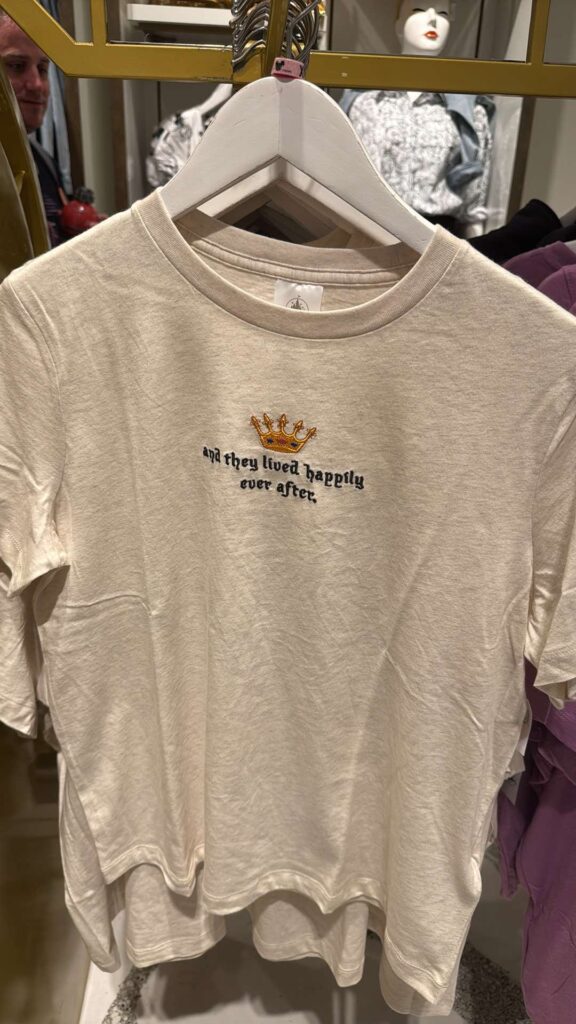 and they lived happily
ever after.